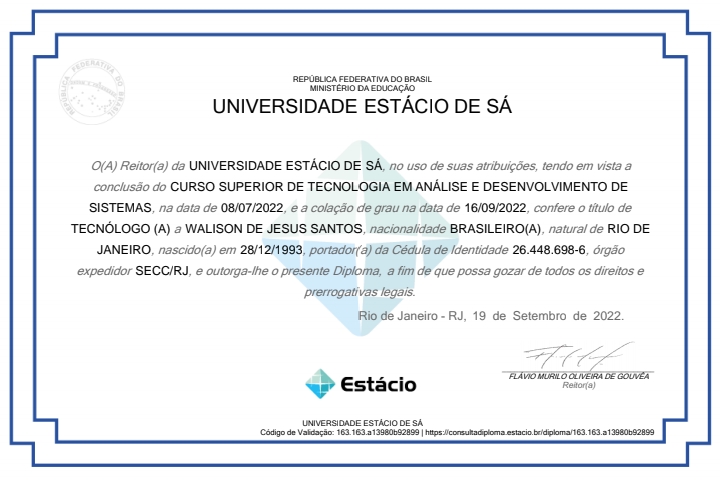 REPÚBLICA FEDERATIVA DO BRASIL
REPÚBLICA FEDERATIVA DO BRASIL
MINISTÉRIO DA EDUCAÇÃO
UNIVERSIDADE ESTÁCIO DE SÁ
O(A) Reitor(a) da UNIVERSIDADE ESTÁCIO DE SÁ, no uso de suas atribuições, tendo em vista a
conclusão do CURSO SUPERIOR DE TECNOLOGIA EM ANÁLISE E DESENVOLVIMENTO DE
SISTEMAS, na data de 08/07/2022, e a colação de grau na data de 16/09/2022, confere o título de
TECNÓLOGO (A) a WALISON DE JESUS SANTOS, nacionalidade BRASILEIRO(A), natural de RIO DE
JANEIRO, nascido(a) em 28/12/1993, portador(a) da Cédula de Identidade 26.448.698-6, órgão
expedidor SECC/RJ, e outorga-lhe o presente Diploma, a fim de que possa gozar de todos os direitos e
prerrogativas legais.
Rio de Janeiro - RJ, 19 de Setembro de 2022.
FLÁVIO MURILO OLIVEIRA DE GOUVÊA
Reitor(a)
Estácio
UNIVERSIDADE ESTÁCIO DE SÁ
Código de Validação: 163.163.a13980b92899 | https://consultadiploma.estacio.br/diploma/163.163.a13980b92899